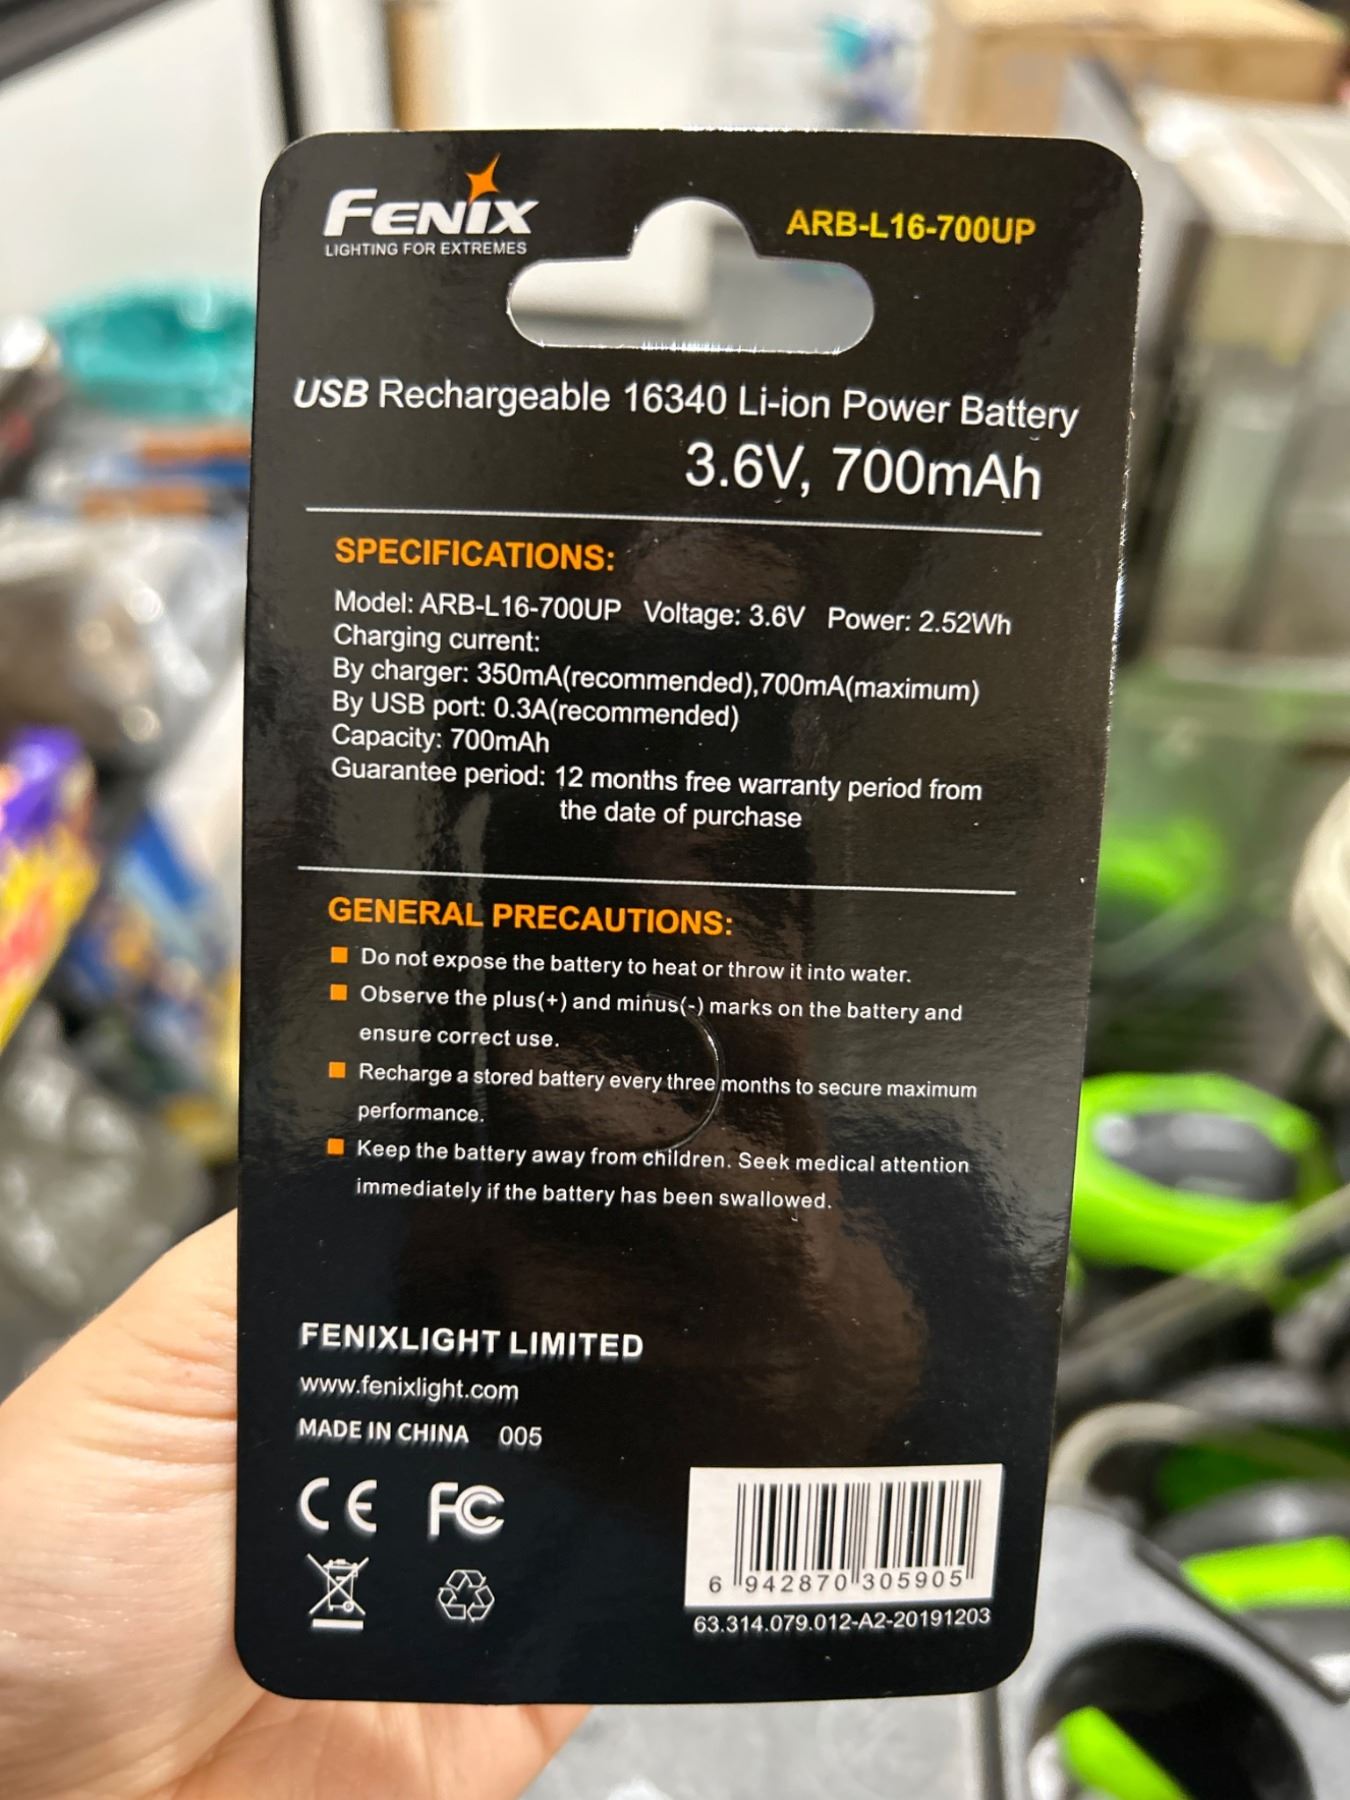 FENIX
LIGHTING FOR EXTREMES
ARB-L16-700UP
USB Rechargeable 16340 Li-ion Power Battery
3.6V, 700mAh
SPECIFICATIONS:
Model: ARB-L16-700UP Voltage: 3.6V Power: 2.52Wh
Charging current:
By charger: 350mA(recommended),700mA(maximum)
By USB port: 0.3A(recommended)
Capacity: 700mAh
Guarantee period: 12 months free warranty period from
the date of purchase
GENERAL PRECAUTIONS:
Do not expose the battery to heat or throw it into water.
Observe the plus(+) and minus(-) marks on the battery and
ensure correct use.
Recharge a stored battery every three months to secure maximum
performance.
Keep the battery away from children. Seek medical attention
immediately if the battery has been swallowed.
FENIXLIGHT LIMITED
www.fenixlight.com
MADE IN CHINA 005
CE FC
6 942870 305905
63.314.079.012-A2-20191203